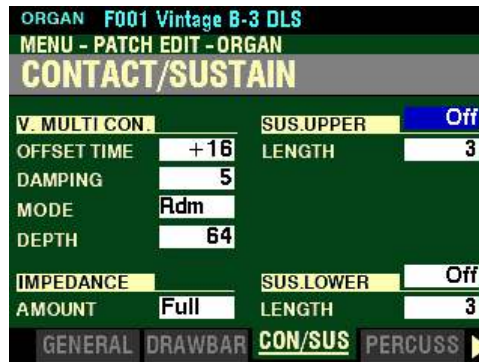 ORGAN F001 Vintage B-3 DLS
MENU - PATCH EDIT - ORGAN
CONTACT/SUSTAIN
V. MULTI CON. SUS.UPPER Off
OFFSET TIME +16 LENGTH 3
DAMPING 5
MODE Rdm
DEPTH 64
IMPEDANCE SUS.LOWER Off
AMOUNT Full LENGTH 3
GENERAL DRAWBAR CON/SUS PERCUSS